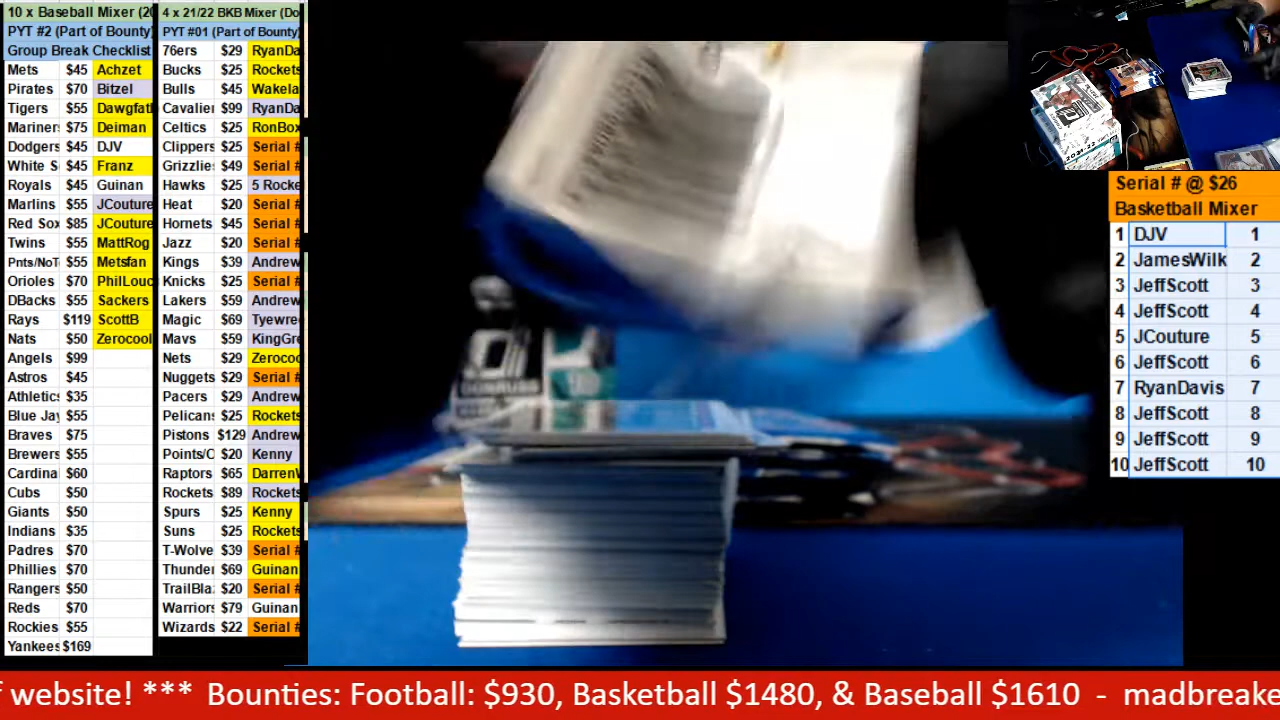 10 x Baseball Mixer (20
PYT #2 (Part of Bounty)
Group Break Checklist
Mets $45 Achzet
Pirates $70 Bitzel
Tigers $55 Dawgfath
Mariners $75 Deiman
Dodgers $45 DJV
White S $45 Franz
Royals $45 Guinan
Marlins $55 JCouture
Red Sox $85 JCouture
Twins $55 MattRog
Pnts/NoT $55 Metsfan
Orioles $70 PhilLouc
DBacks $55 Sackers
Rays $119 ScottB
Nats $50 Zerocool
Angels $99
Astros $45
Athletics $35
Blue Jay $55
Braves $75
Brewers $55
Cardina $60
Cubs $50
Giants $50
Indians $35
Padres $70
Phillies $70
Rangers $50
Reds $70
Rockies $55
Yankees $169
4 x 21/22 BKB Mixer (Do
PYT #01 (Part of Bounty)
76ers $29 RyanDa
Bucks $25 Rockets
Bulls $45 Wakela
Cavalier $99 RyanDa
Celtics $25 RonBox
Clippers $25 Serial #
Grizzlie $49 Serial #
Hawks $25 5 Rocke
Heat $20 Serial #
Hornets $45 Serial #
Jazz $20 Serial #
Kings $39 Andrew
Knicks $25 Serial #
Lakers $59 Andrew
Magic $69 Tyewre
Mavs $59 KingGre
Nets $29 Zerocoo
Nuggets $29 Serial #
Pacers $29 Andrew
Pelicans $25 Rockets
Pistons $129 Andrew
Points/C $20 Kenny
Raptors $65 DarrenV
Rockets $89 Rockets
Spurs $25 Kenny
Suns $25 Rockets
T-Wolve $39 Serial #
Thunder $69 Guinan
TrailBla $20 Serial #
Warriors $79 Guinan
Wizards $22 Serial #
Serial # @ $26
Basketball Mixer
1 DJV 1
2 JamesWilk 2
3 JeffScott 3
4 JeffScott 4
5 JCouture 5
6 JeffScott 6
7 RyanDavis 7
8 JeffScott 8
9 JeffScott 9
10 JeffScott 10
f website! *** Bounties: Football: $930, Basketball $1480, & Baseball $1610 - madbreake